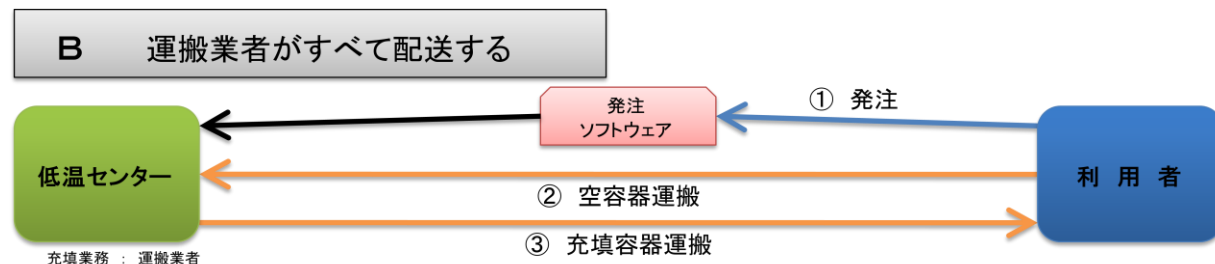 B 運搬業者がすべて配送する
① 発注
発注
ソフトウェア
低温センター
利 用 者
② 空容器運搬
③ 充填容器運搬
充填業務 : 運搬業者